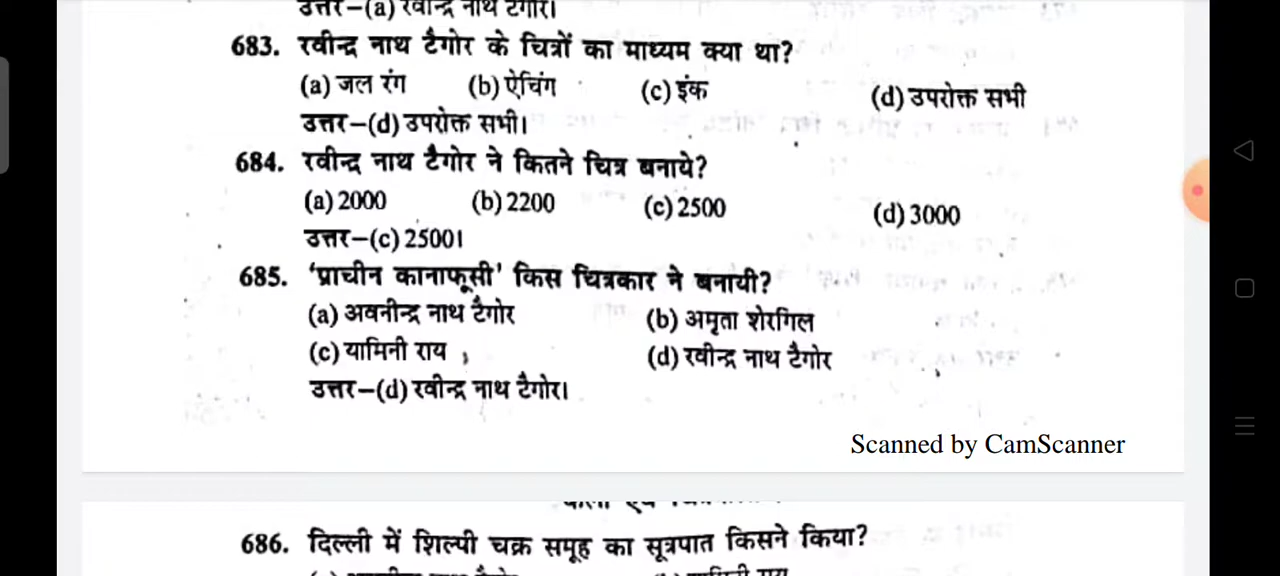 उत्तर–(a) रवीन्द्र नाथ टैगोर।
683. रवीन्द्र नाथ टैगोर के चित्रों का माध्यम क्या था?
(a) जल रंग (b) ऐचिंग (c) इंक (d) उपरोक्त सभी
उत्तर–(d) उपरोक्त सभी।
684. रवीन्द्र नाथ टैगोर ने कितने चित्र बनाये?
(a) 2000 (b) 2200 (c) 2500 (d) 3000
उत्तर–(c) 2500।
685. ‘प्राचीन कानाफूसी’ किस चित्रकार ने बनायी?
(a) अवनीन्द्र नाथ टैगोर (b) अमृता शेरगिल
(c) यामिनी राय (d) रवीन्द्र नाथ टैगोर
उत्तर–(d) रवीन्द्र नाथ टैगोर।
Scanned by CamScanner
686. दिल्ली में शिल्पी चक्र समूह का सूत्रपात किसने किया?